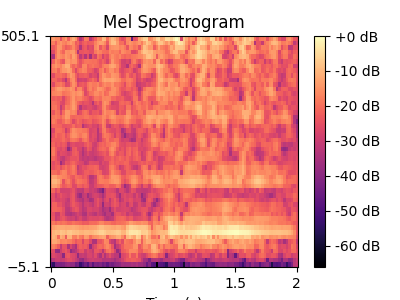 Mel Spectrogram
505.1
−5.1
0
0.5
1
1.5
2
+0 dB
-10 dB
-20 dB
-30 dB
-40 dB
-50 dB
-60 dB